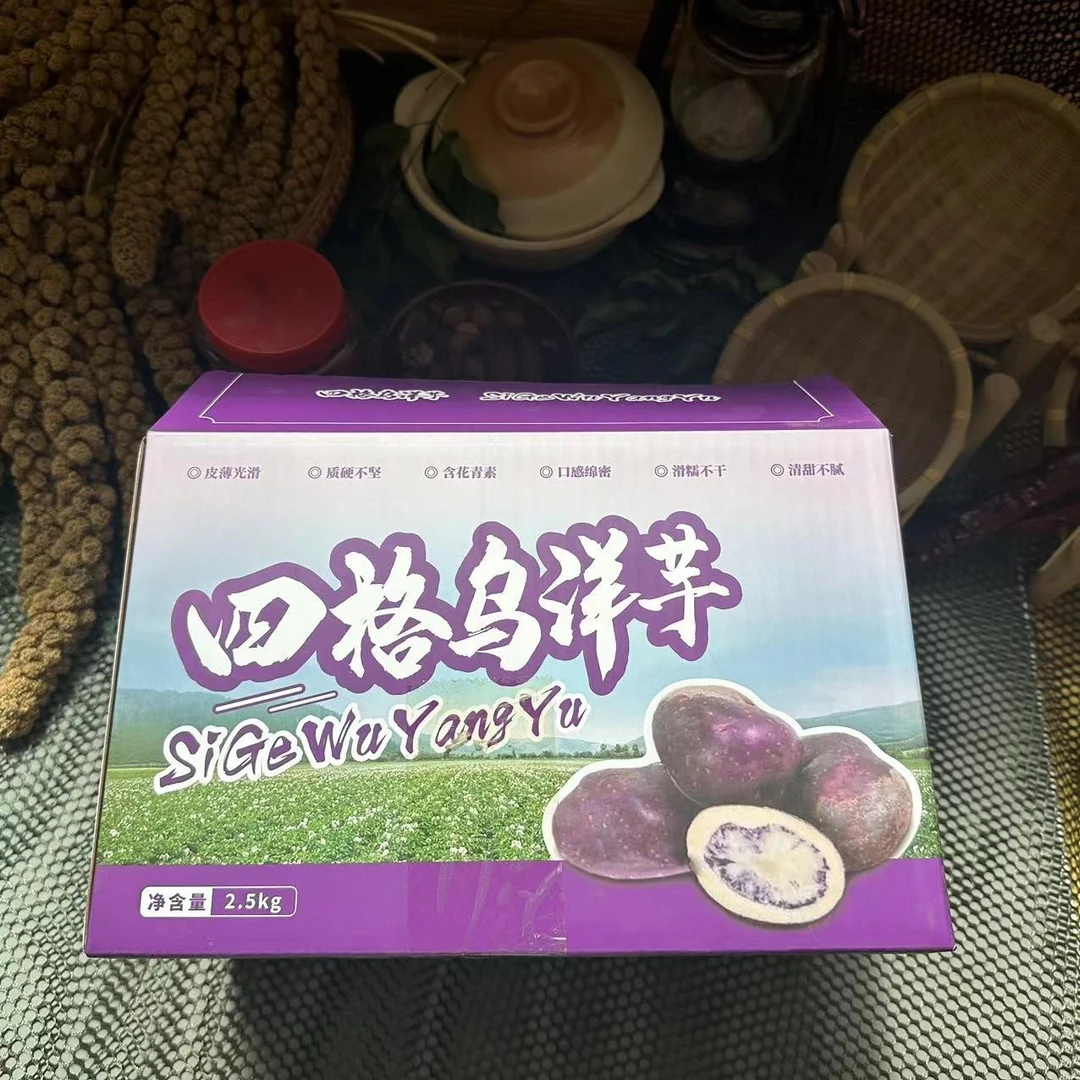 四格乌洋芋 SiGeWuYangYu
◎皮薄光滑 ◎质硬不坚 ◎含花青素 ◎口感绵密 ◎滑糯不干 ◎清甜不腻
四格乌洋芋
SiGeWuYangYu
净含量 2.5kg